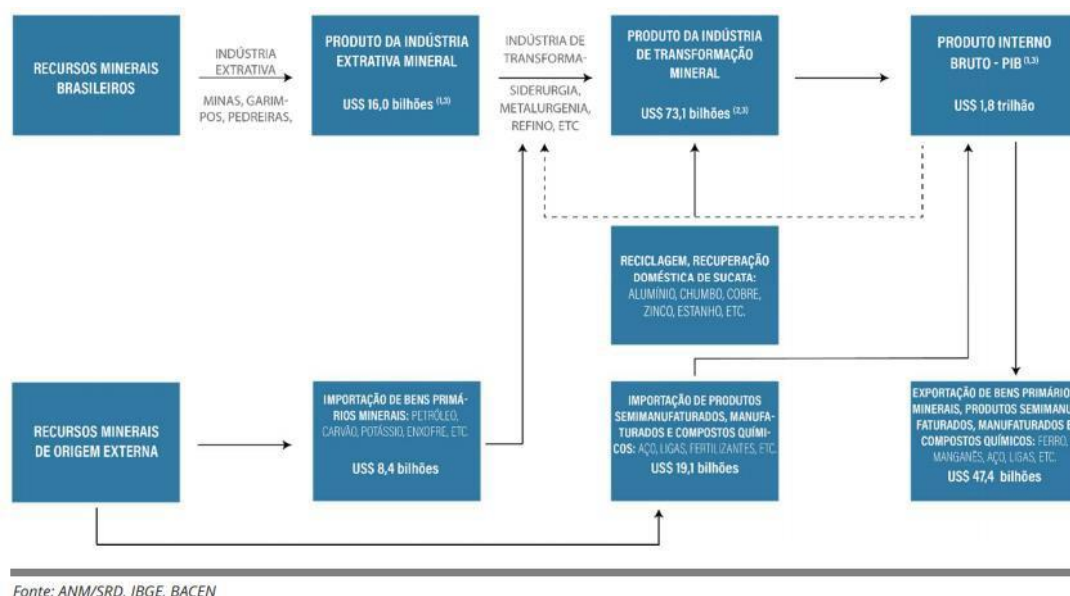 RECURSOS MINERAIS
BRASILEIROS
INDÚSTRIA
EXTRATIVA
MINAS, GARIM-
POS, PEDREIRAS,
PRODUTO DA INDÚSTRIA
EXTRATIVA MINERAL
US$ 16,0 bilhões (1,3)
INDÚSTRIA DE
TRANSFORMA-
SIDERURGIA,
METALURGENIA,
REFINO, ETC
PRODUTO DA INDÚSTRIA
DE TRANSFORMAÇÃO
MINERAL
US$ 73,1 bilhões (2,3)
PRODUTO INTERNO
BRUTO - PIB (1,3)
US$ 1,8 trilhão
RECICLAGEM, RECUPERAÇÃO
DOMÉSTICA DE SUCATA:
ALUMÍNIO, CHUMBO, COBRE,
ZINCO, ESTANHO, ETC.
RECURSOS MINERAIS
DE ORIGEM EXTERNA
IMPORTAÇÃO DE BENS PRIMÁ-
RIOS MINERAIS: PETRÓLEO,
CARVÃO, POTÁSSIO, ENXOFRE, ETC.
US$ 8,4 bilhões
IMPORTAÇÃO DE PRODUTOS
SEMIMANUFATURADOS, MANUFA-
TURADOS E COMPOSTOS QUÍMI-
COS: AÇO, LIGAS, FERTILIZANTES, ETC.
US$ 19,1 bilhões
EXPORTAÇÃO DE BENS PRIMÁRIO
MINERAIS, PRODUTOS SEMIMANU
FATURADOS, MANUFATURADOS E
COMPOSTOS QUÍMICOS: FERRO,
MANGANÊS, AÇO, LIGAS, ETC.
US$ 47,4 bilhões
Fonte: ANM/SRD, IBGE, BACEN